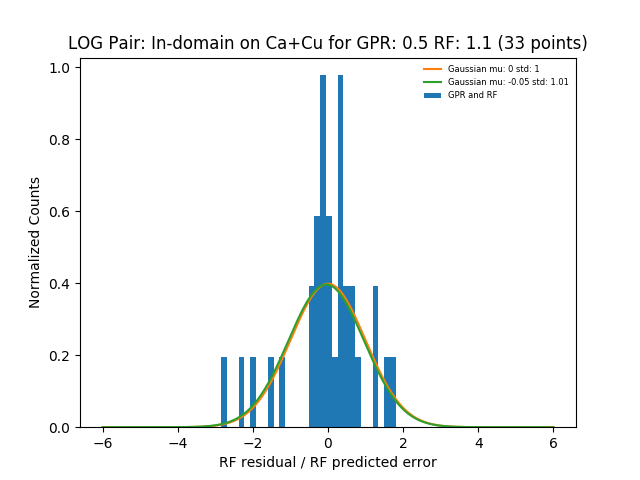 LOG Pair: In-domain on Ca+Cu for GPR: 0.5 RF: 1.1 (33 points)
Gaussian mu: 0 std: 1
Gaussian mu: -0.05 std: 1.01
GPR and RF
1.0
0.8
0.6
0.4
0.2
0.0
Normalized Counts
−6
−4
−2
0
2
4
6
RF residual / RF predicted error